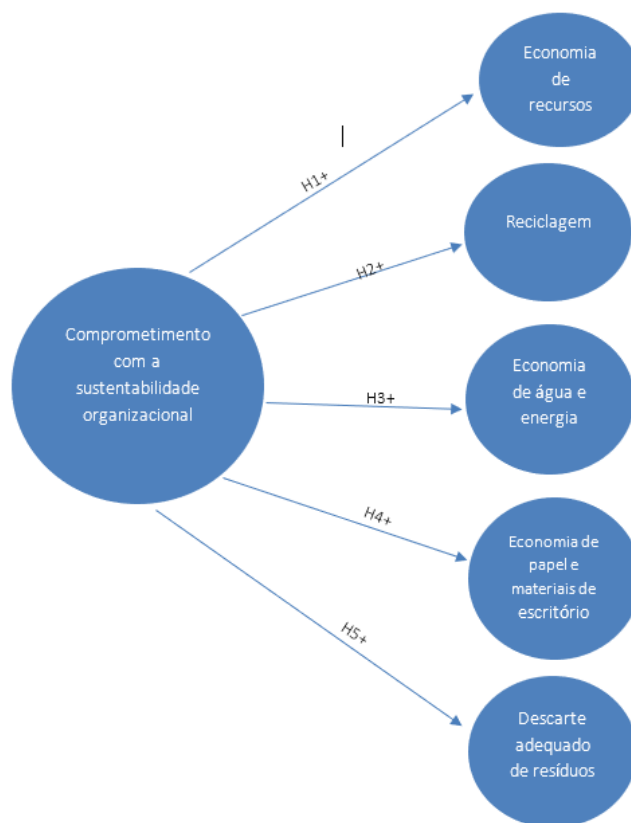 Economia
de
recursos
H1+
Reciclagem
H2+
Comprometimento
com a
sustentabilidade
organizacional
Economia
de água e
energia
H3+
Economia de
papel e
materiais de
escritório
H4+
H5+
Descarte
adequado
de resíduos